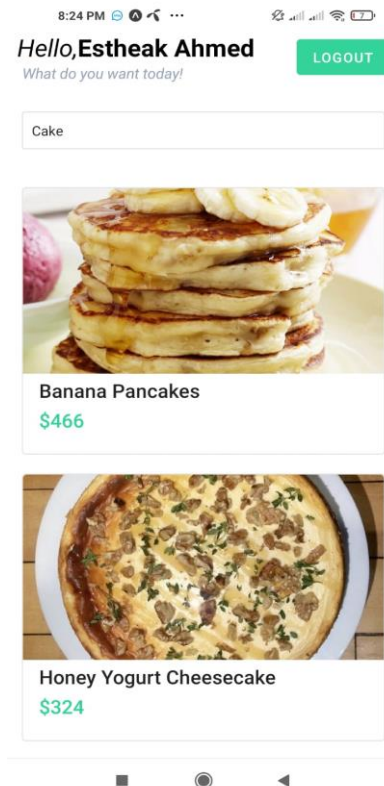 8:24 PM
7
Hello,Estheak Ahmed
LOGOUT
What do you want today!
Cake
Banana Pancakes
$466
Honey Yogurt Cheesecake
$324